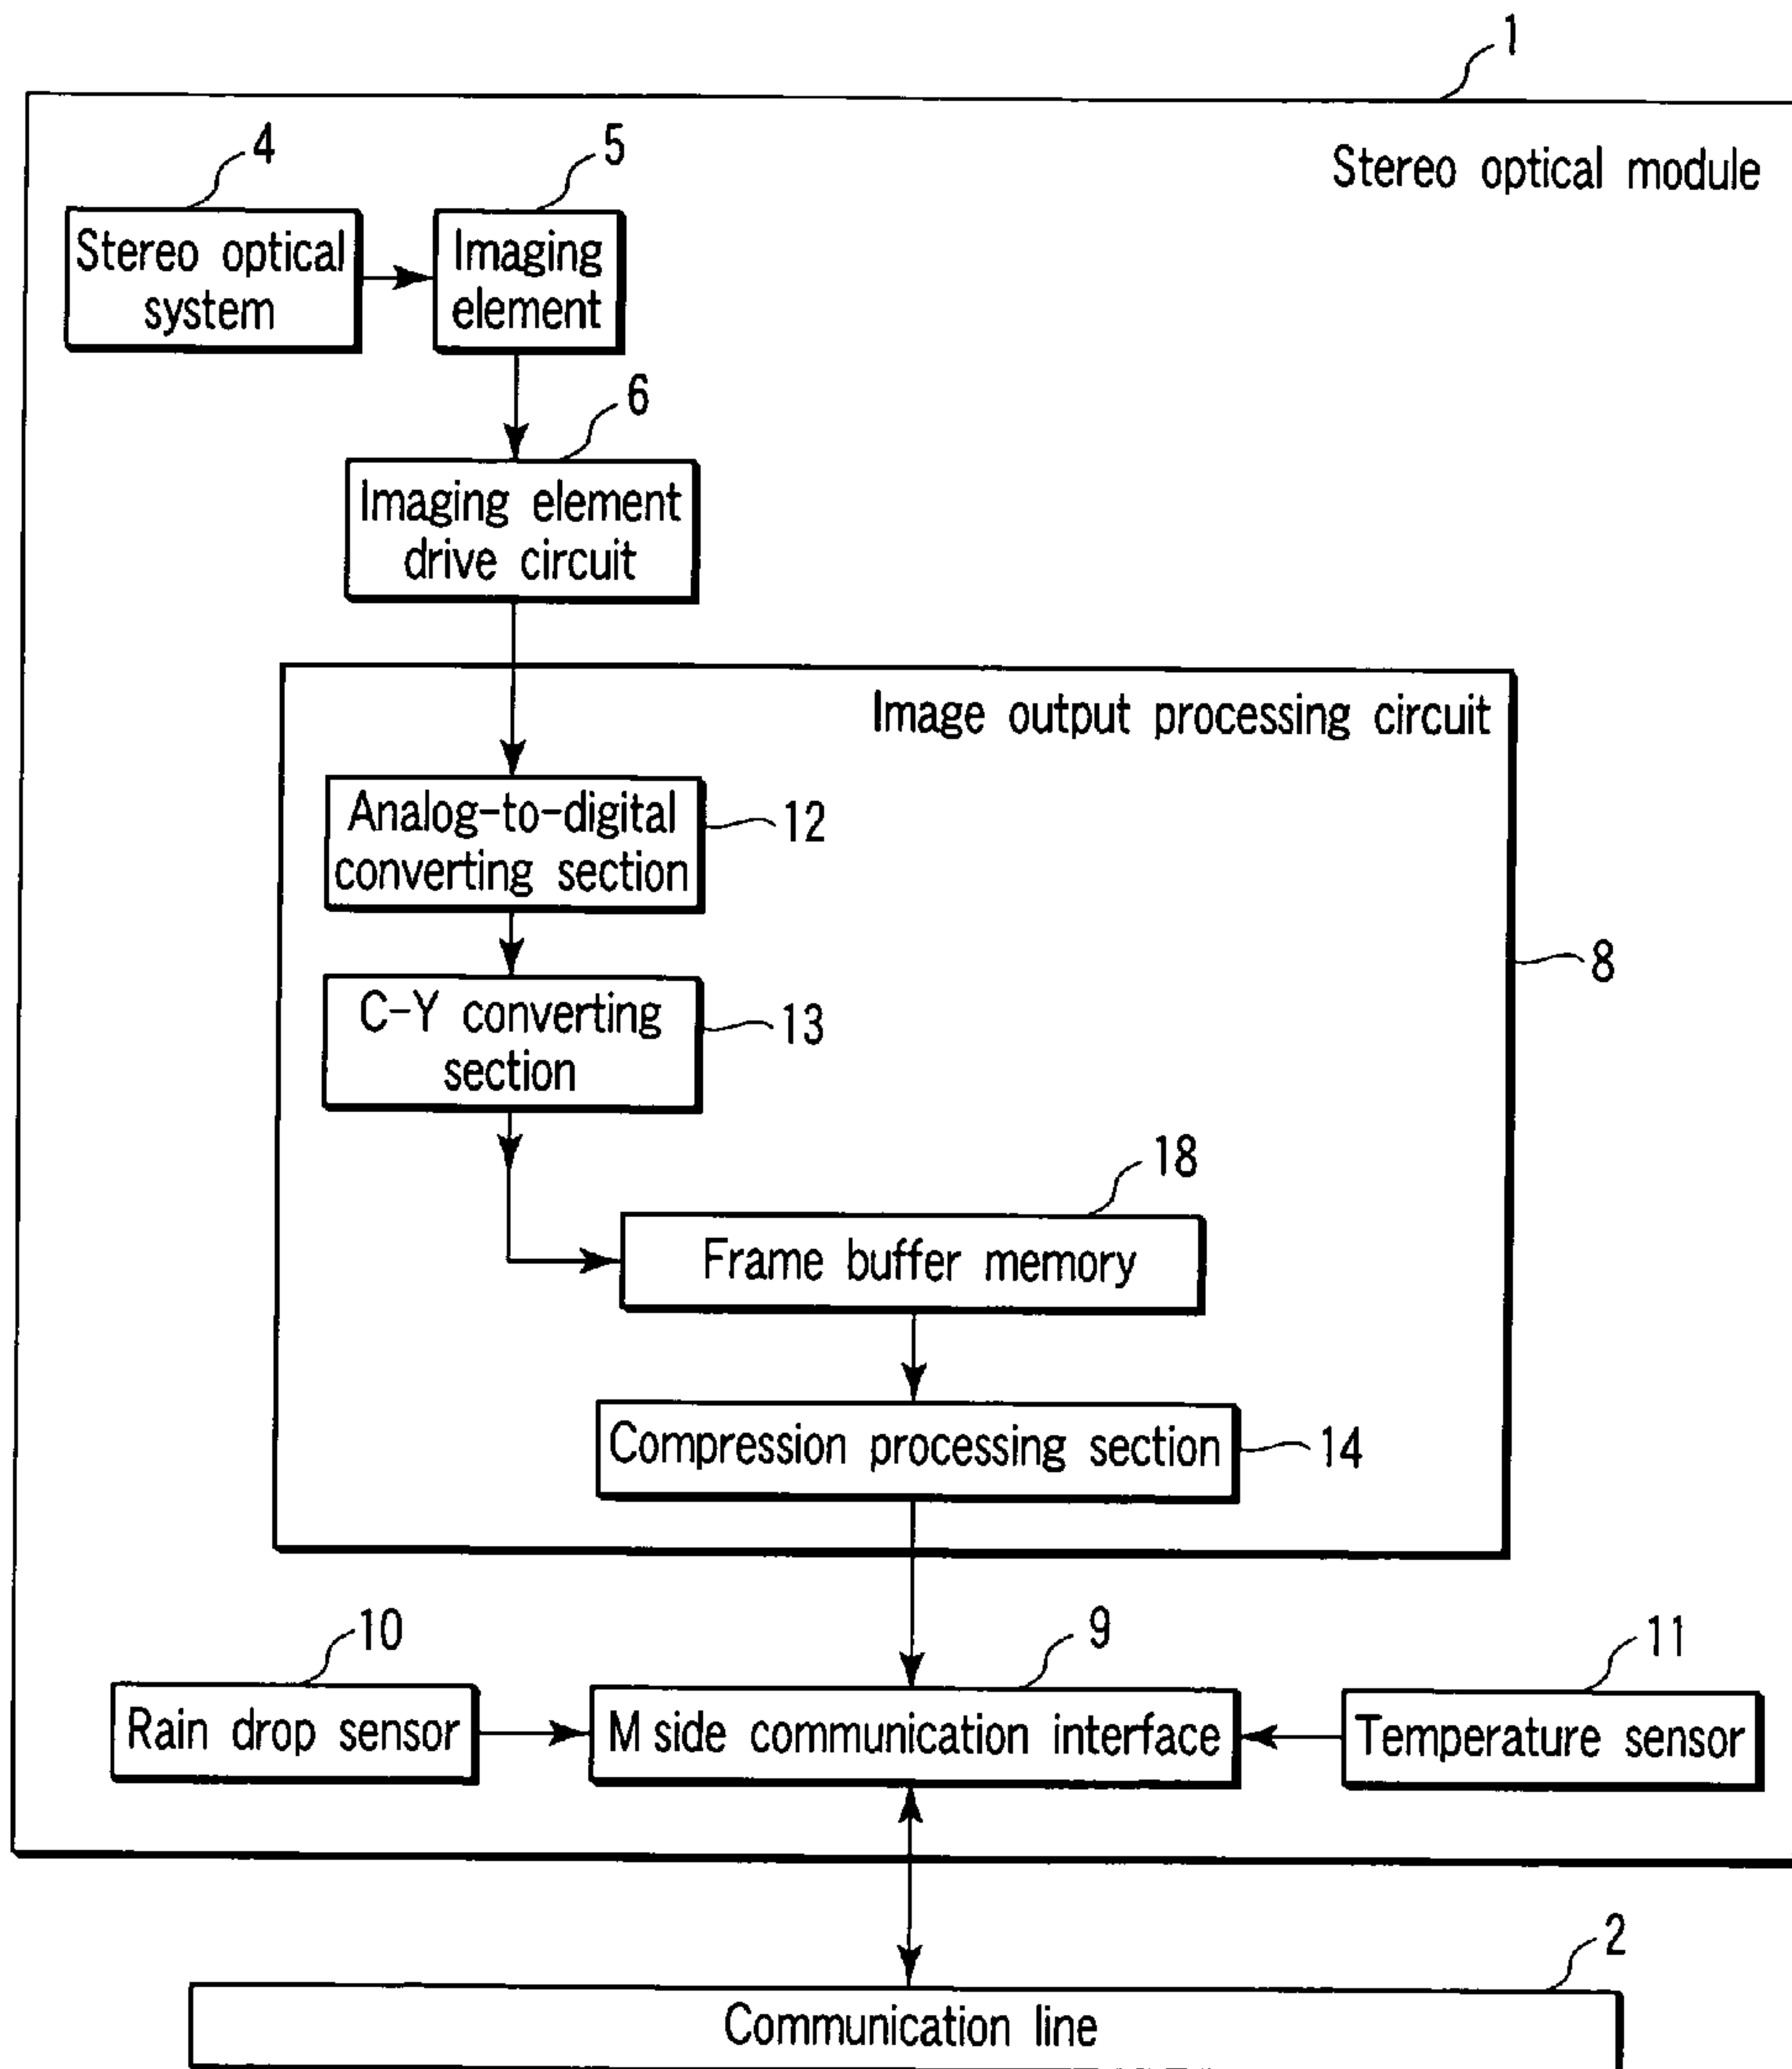 1
Stereo optical module
4
5
Stereo optical
system
Imaging
element
6
Imaging element
drive circuit
Image output processing circuit
Analog-to-digital
converting section
12
8
C-Y converting
section
13
18
Frame buffer memory
Compression processing section
14
10
9
11
Rain drop sensor
M side communication interface
Temperature sensor
2
Communication line